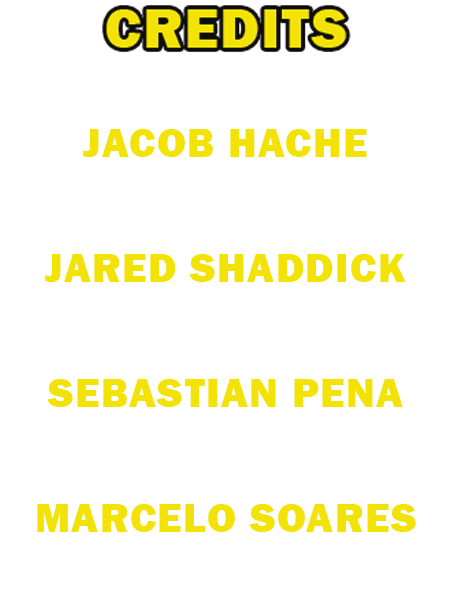 CREDITS
JACOB HACHE
JARED SHADDICK
SEBASTIAN PENA
MARCELO SOARES